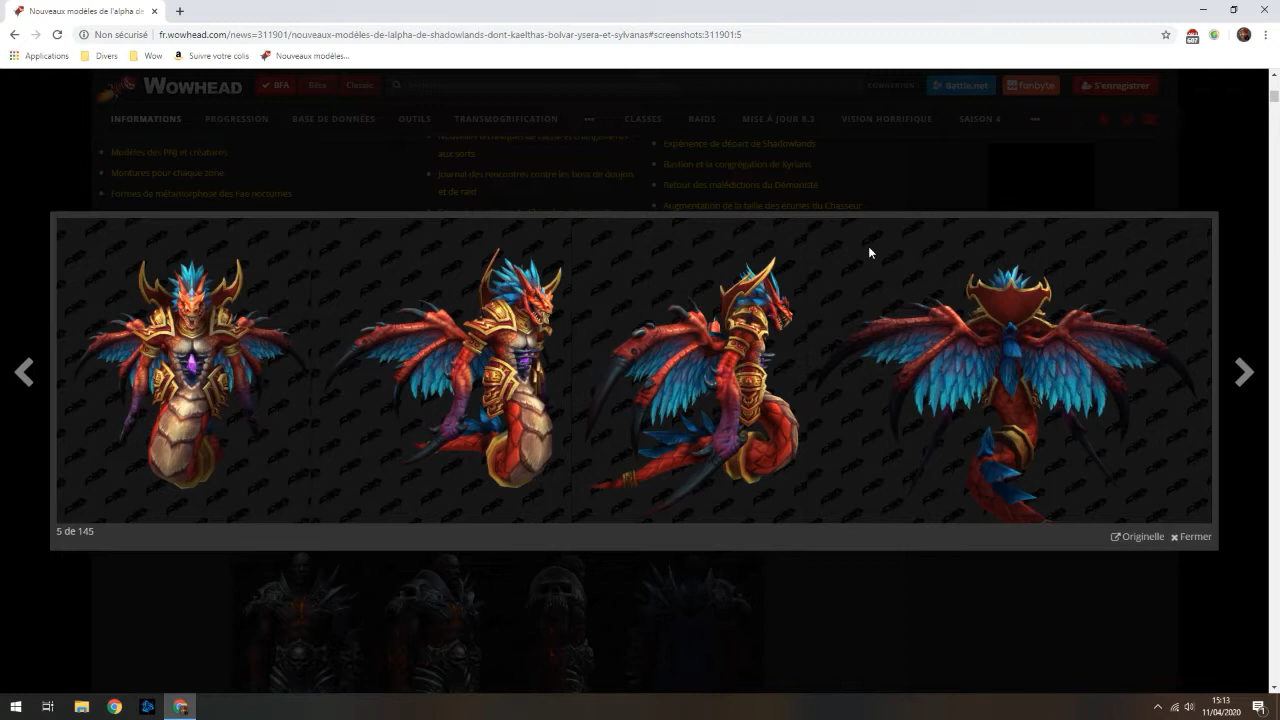 Nouveaux modèles de l'alpha de
Non sécurisé
fr.wowhead.com/news=311901/nouveaux-modèles-de-lalpha-de-shadowlands-dont-kaelthas-bolvar-ysera-et-sylvanas#screenshots:311901:5
607
Applications
Divers
Wow
Suivre votre colis
Nouveaux modèles...
WOWHEAD
BFA
Bêta
Classic
CONNEXION
Battle.net
fanbyte
S'enregistrer
INFORMATIONS
PROGRESSION
BASE DE DONNÉES
OUTILS
TRANSMOGRIFICATION
CLASSES
RAIDS
MISE À JOUR 8.3
VISION HORRIFIQUE
SAISON 4
Modèles des PNJ et créatures
Montures pour chaque zone
Formes de métamorphose des Fae nocturnes
aux sorts
Journal des rencontres contre les boss de donjon
et de raid
Expérience de départ de Shadowlands
Bastion et la congrégation de Kyrians
Retour des malédictions du Démoniste
Augmentation de la taille des écuries du Chasseur
5 de 145
Originelle
Fermer
15:13
11/04/2020
1